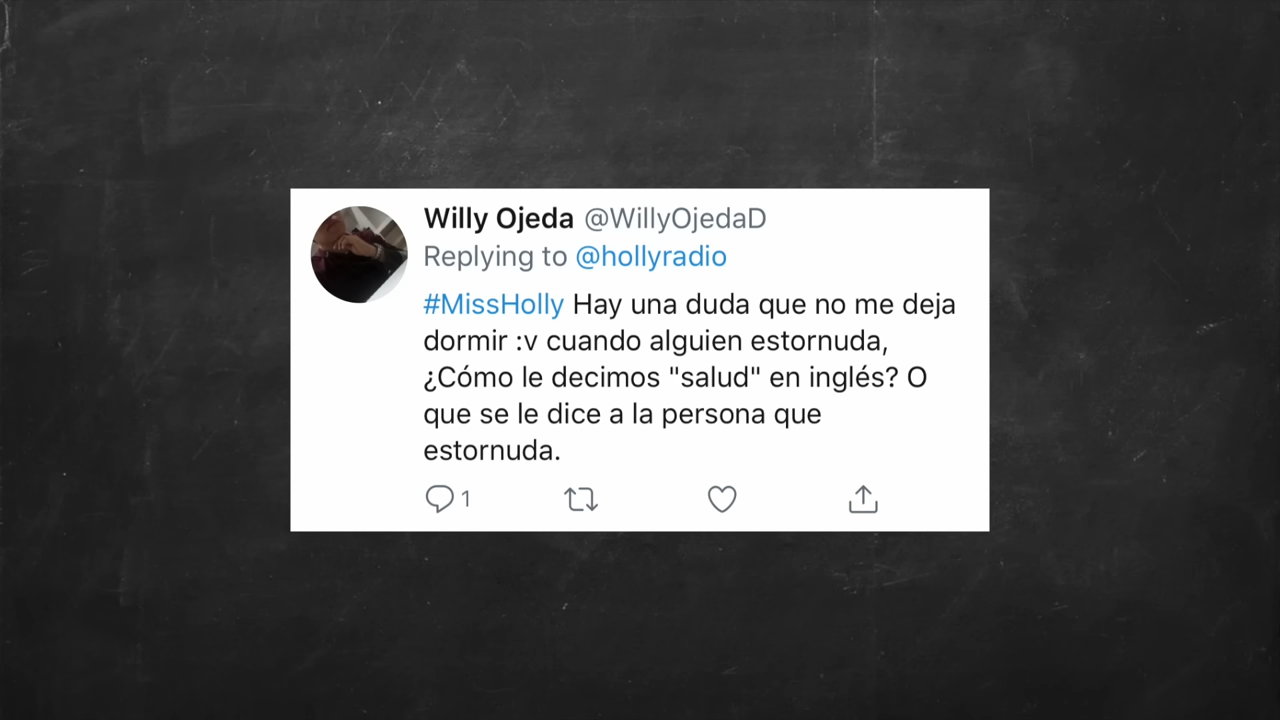 Willy Ojeda @WillyOjedaD
Replying to @hollyradio
#MissHolly Hay una duda que no me deja
dormir :v cuando alguien estornuda,
¿Cómo le decimos "salud" en inglés? O
que se le dice a la persona que
estornuda.
1